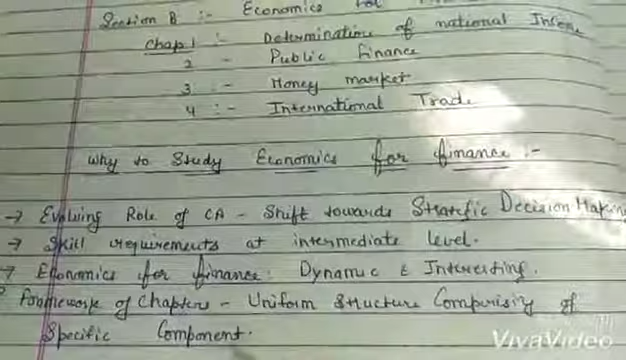 Section B :- Economics For
Chap 1 :- Determination of national Income
2 - Public finance
3 :- Money market
4 :- International Trade
Why to Study Economics for finance :-
→ Evolving Role of CA - Shift towards Strategic Decision Making
→ Skill requirements at intermediate level.
→ Economics for finance: Dynamic & Interesting.
Framework of Chapters - Uniform Structure Comprising of
Specific Component.
VivaVideo